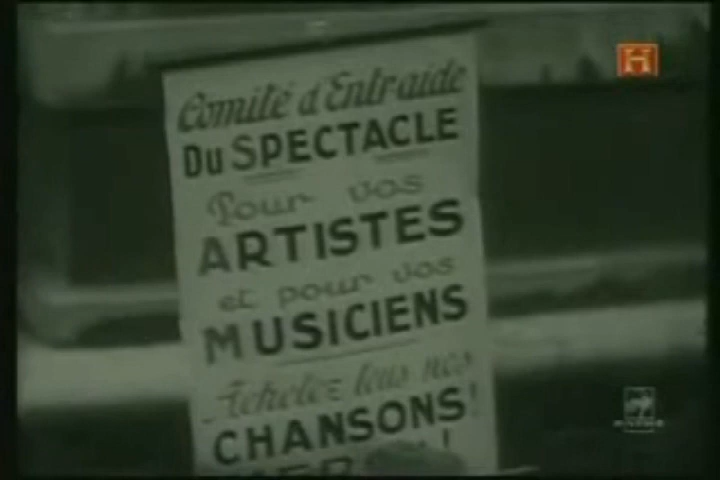 H
Comité d'Entraide
Du SPECTACLE
Pour vos
ARTISTES
et pour vos
MUSICIENS
Achetez tous nos
CHANSONS!